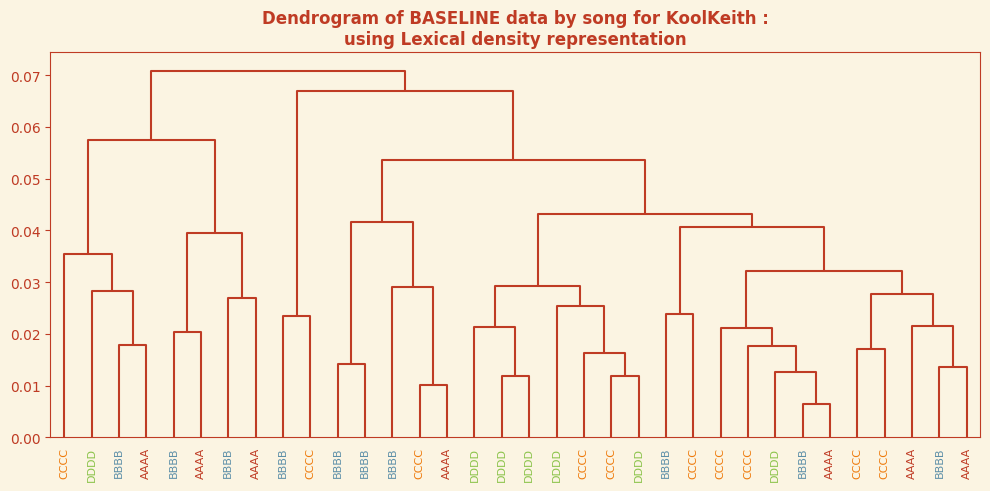 Dendrogram of BASELINE data by song for KoolKeith :
using Lexical density representation
0.07
0.06
0.05
0.04
0.03
0.02
0.01
0.00
CCCC DDDD BBBB AAAA BBBB AAAA BBBB AAAA BBBB CCCC BBBB BBBB BBBB CCCC AAAA DDDD DDDD DDDD DDDD CCCC CCCC DDDD BBBB CCCC CCCC CCCC DDDD BBBB AAAA CCCC CCCC AAAA BBBB AAAA